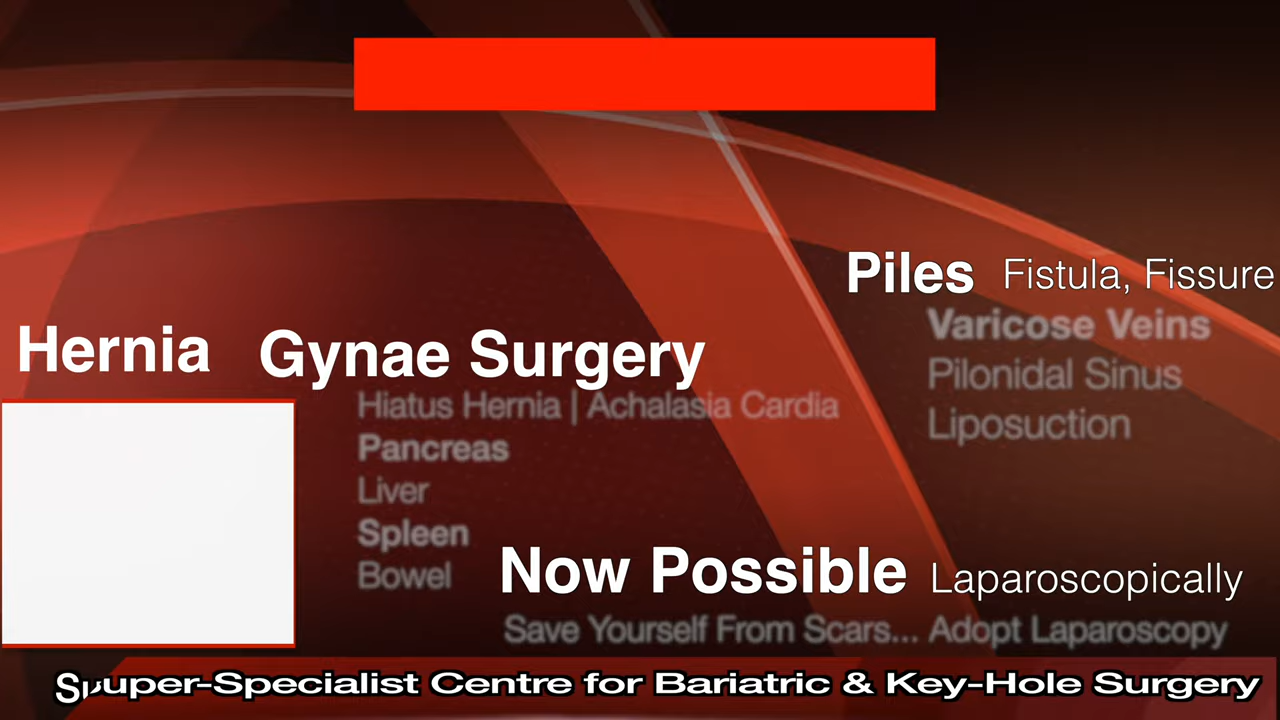 Piles Fistula, Fissure
Varicose Veins
Pilonidal Sinus
Liposuction
Hernia Gynae Surgery
Hiatus Hernia | Achalasia Cardia
Pancreas
Liver
Spleen
Bowel
Now Possible Laparoscopically
Save Yourself From Scars... Adopt Laparoscopy
Super-Specialist Centre for Bariatric & Key-Hole Surgery